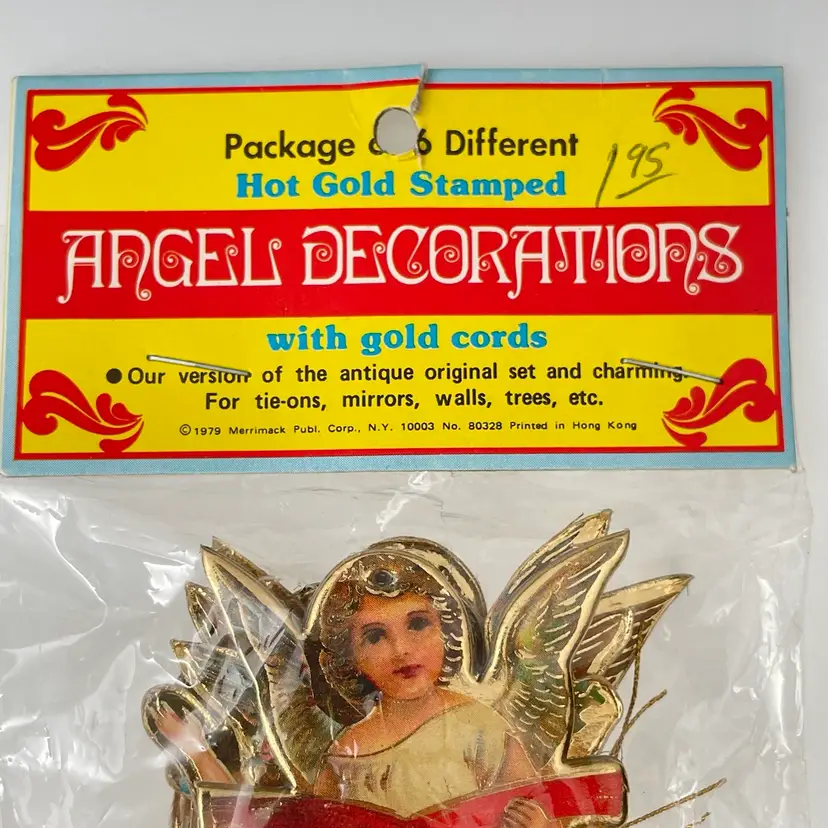 Package of 6 Different
1 95
Hot Gold Stamped
ANGEL DECORATIONS
with gold cords
● Our version of the antique original set and charming.
For tie-ons, mirrors, walls, trees, etc.
© 1979 Merrimack Publ. Corp., N.Y. 10003 No. 80328 Printed in Hong Kong